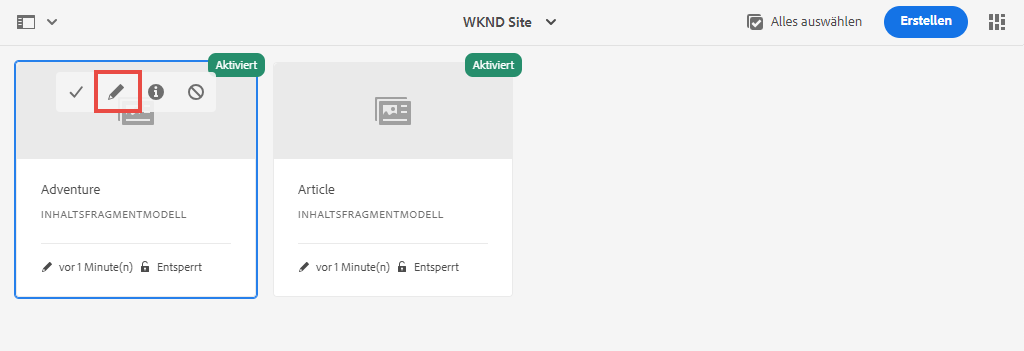 WKND Site
Alles auswählen
Erstellen
Aktiviert
Aktiviert
Adventure
INHALTSFRAGMENTMODELL
vor 1 Minute(n) Entsperrt
Article
INHALTSFRAGMENTMODELL
vor 1 Minute(n) Entsperrt